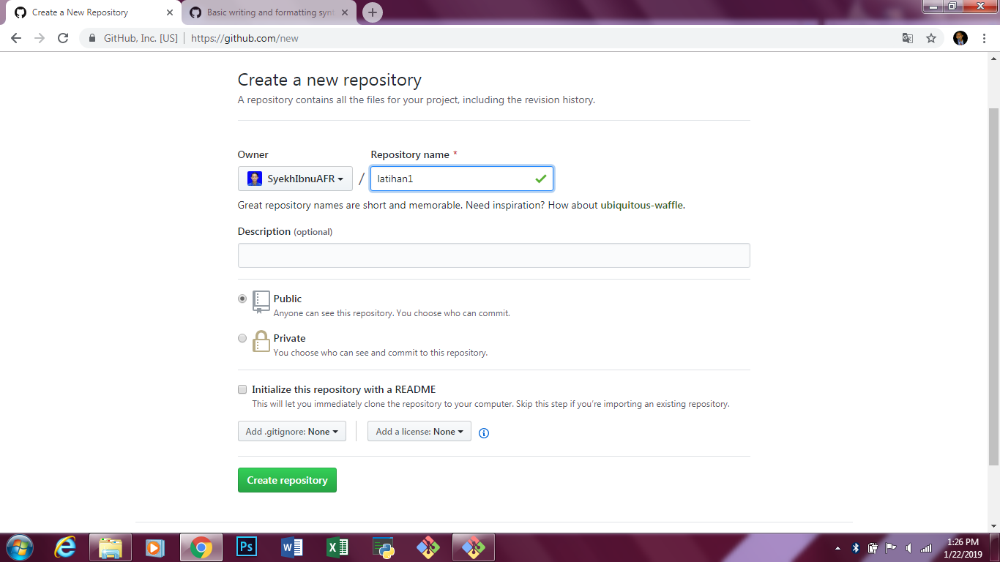 Create a New Repository
Basic writing and formatting synt
GitHub, Inc. [US]
https://github.com/new
Create a new repository
A repository contains all the files for your project, including the revision history.
Owner
Repository name *
SyekhIbnuAFR
/
latihan1
Great repository names are short and memorable. Need inspiration? How about ubiquitous-waffle.
Description (optional)
Public
Anyone can see this repository. You choose who can commit.
Private
You choose who can see and commit to this repository.
Initialize this repository with a README
This will let you immediately clone the repository to your computer. Skip this step if you’re importing an existing repository.
Add .gitignore: None
Add a license: None
Create repository
Ps
1:26 PM
1/22/2019